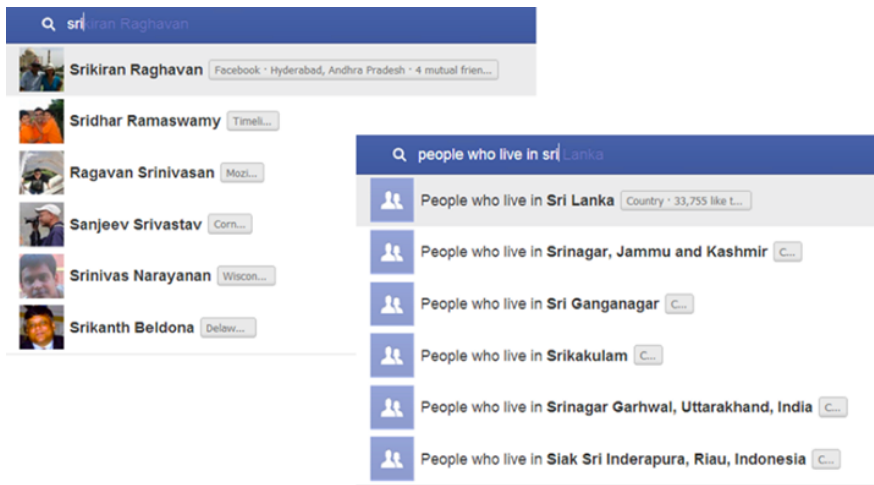 srikiran Raghavan
Srikiran Raghavan Facebook · Hyderabad, Andhra Pradesh · 4 mutual frien...
Sridhar Ramaswamy Timeli...
Ragavan Srinivasan Mozi...
Sanjeev Srivastav Corn...
Srinivas Narayanan Wiscon...
Srikanth Beldona Delaw...
people who live in sri Lanka
People who live in Sri Lanka Country · 33,755 like t...
People who live in Srinagar, Jammu and Kashmir C...
People who live in Sri Ganganagar C...
People who live in Srikakulam C...
People who live in Srinagar Garhwal, Uttarakhand, India C...
People who live in Siak Sri Inderapura, Riau, Indonesia C...